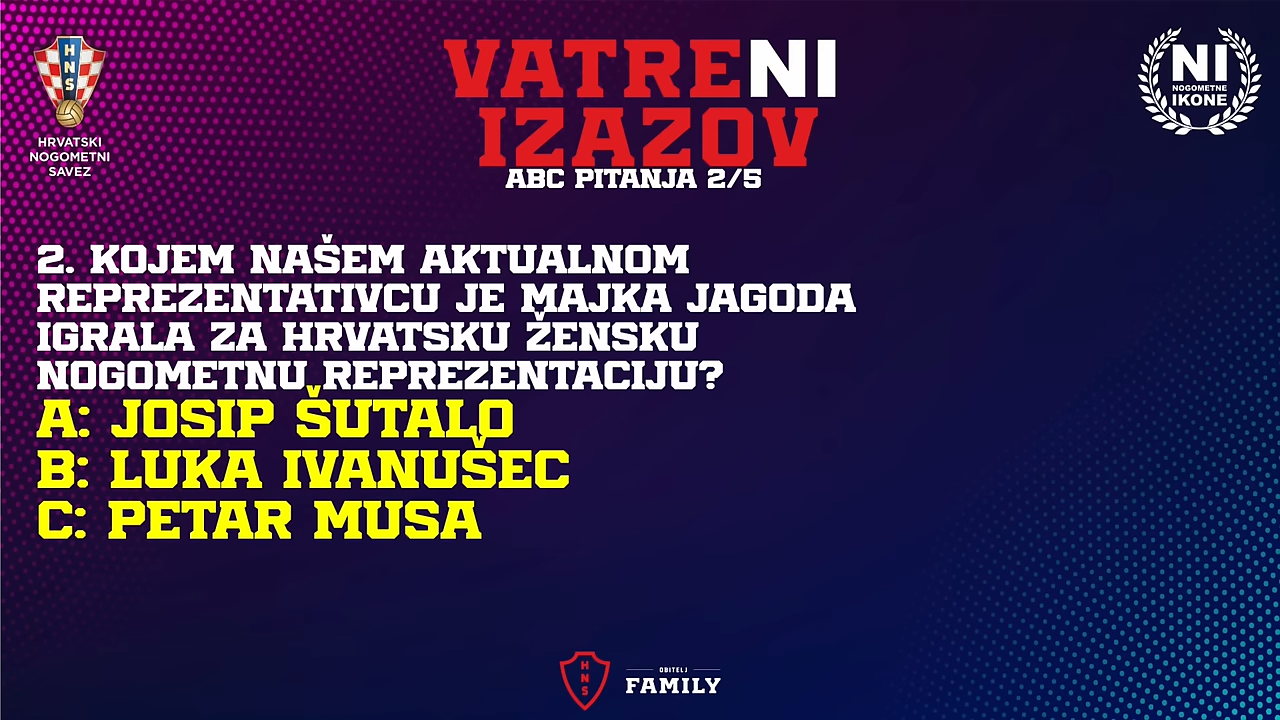 HNS
HRVATSKI
NOGOMETNI
SAVEZ
VATRENI
IZAZOV
ABC PITANJA 2/5
NI
NOGOMETNE
IKONE
2. KOJEM NAŠEM AKTUALNOM
REPREZENTATIVCU JE MAJKA JAGODA
IGRALA ZA HRVATSKU ŽENSKU
NOGOMETNU REPREZENTACIJU?
A: JOSIP ŠUTALO
B: LUKA IVANUŠEC
C: PETAR MUSA
HNS
OBITELJ
FAMILY